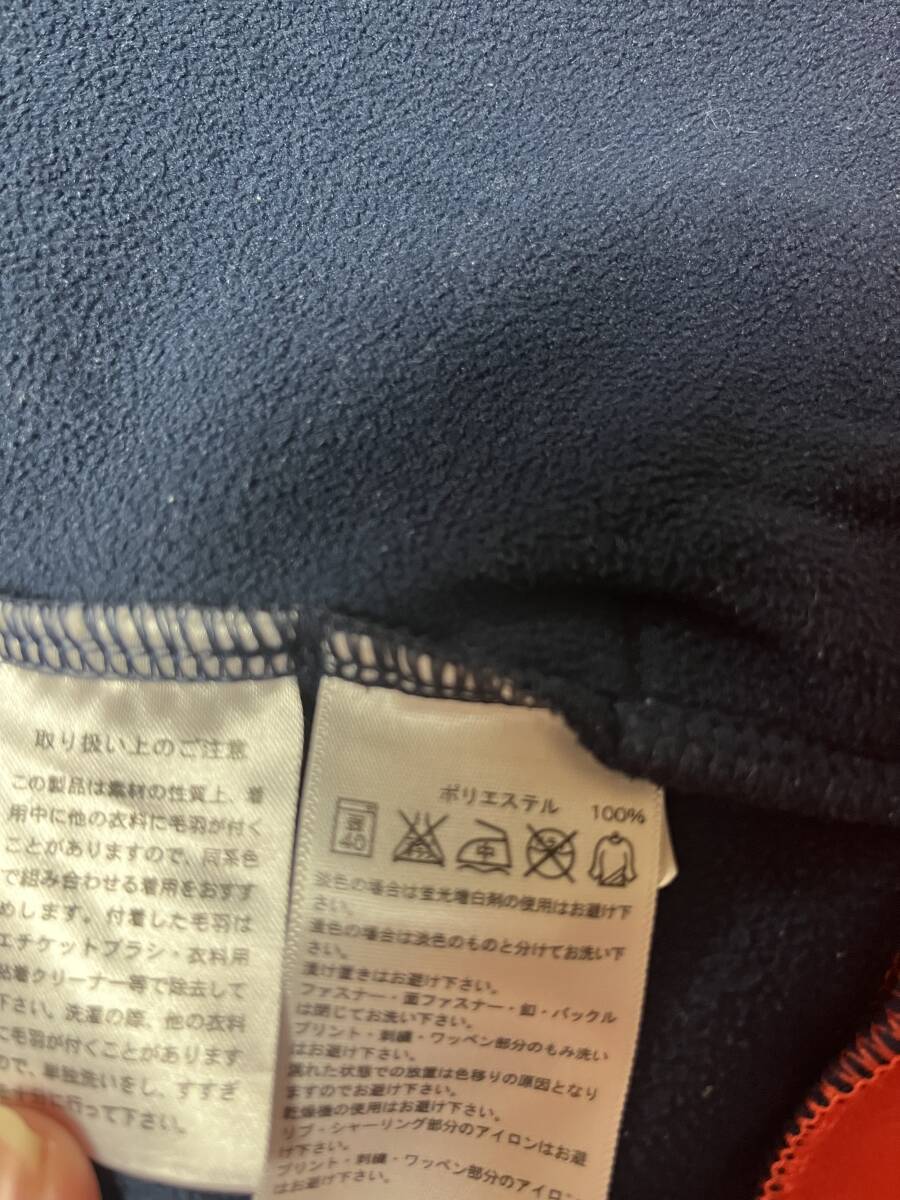 取り扱い上のご注意
この製品は素材の性質上、着
用中に他の衣料に毛羽が付く
ことがありますので、同系色
で組み合わせる着用をおすす
めします。付着した毛羽は
エチケットブラシ・衣料用
粘着クリーナー等で除去して
下さい。洗濯の際、他の衣料
に毛羽が付くことがあります
ので、単独洗いをし、すすぎ
に行って下さい。
ポリエステル 100%
弱
40
中
淡色の場合は蛍光増白剤の使用はお避け下
さい。
濃色の場合は淡色のものと分けてお洗い下
さい。
漬け置きはお避け下さい。
ファスナー・面ファスナー・釦・バックル
は閉じてお洗い下さい。
プリント・刺繍・ワッペン部分のもみ洗い
はお避け下さい。
濡れた状態での放置は色移りの原因となり
ますのでお避け下さい。
乾燥機の使用はお避け下さい。
リブ・シャーリング部分のアイロンはお避
け下さい。
プリント・刺繍・ワッペン部分のアイロン
はお避け下さい。